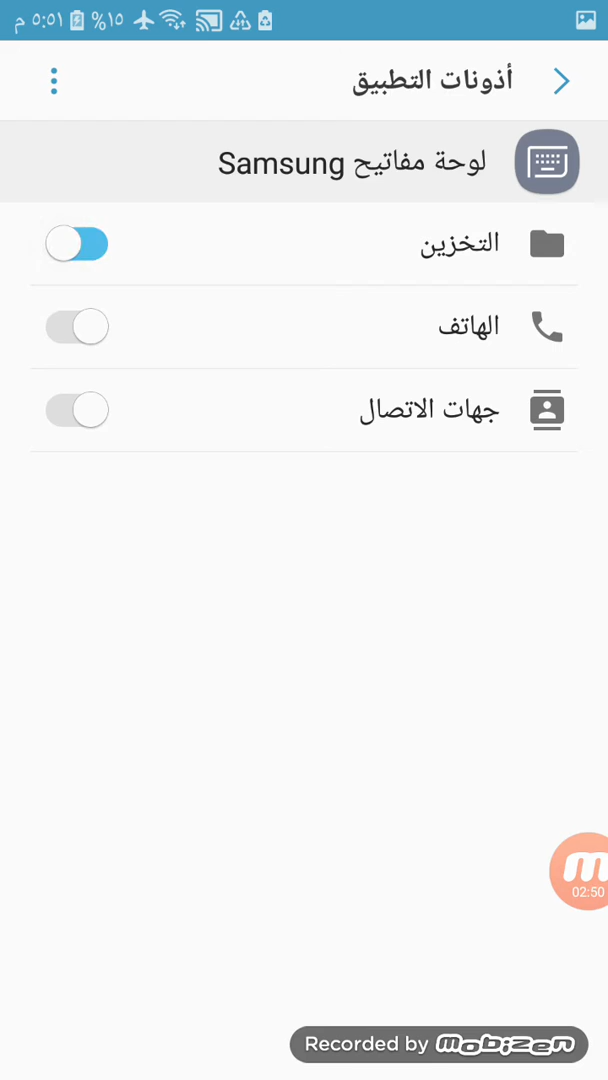 ١٥% ٥:٥١ م
أذونات التطبيق
لوحة مفاتيح Samsung
التخزين
الهاتف
جهات الاتصال
m
02:50
Recorded by mobizen